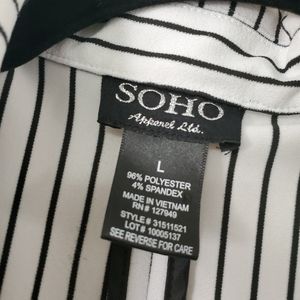 SOHO
Apparel Ltd.
L
96% POLYESTER
4% SPANDEX
MADE IN VIETNAM
RN # 127949
STYLE # 31511521
LOT # 10005137
SEE REVERSE FOR CARE